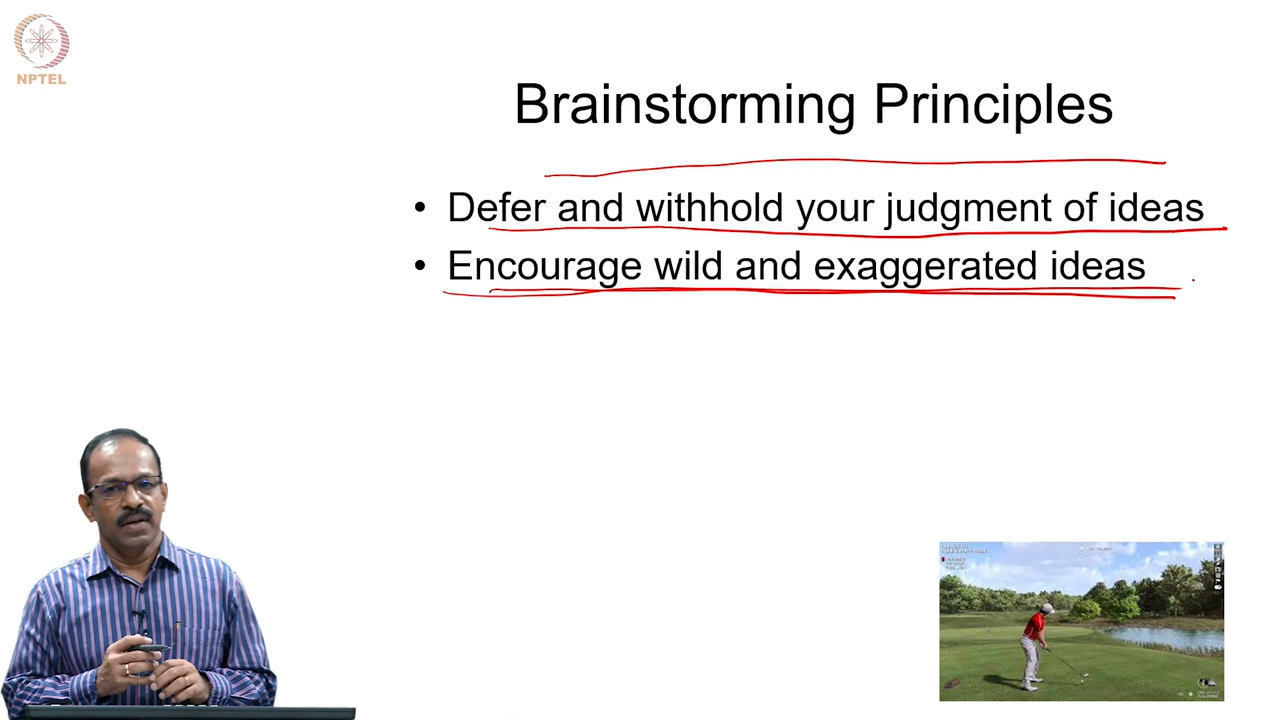 NPTEL
Brainstorming Principles
• Defer and withhold your judgment of ideas
• Encourage wild and exaggerated ideas